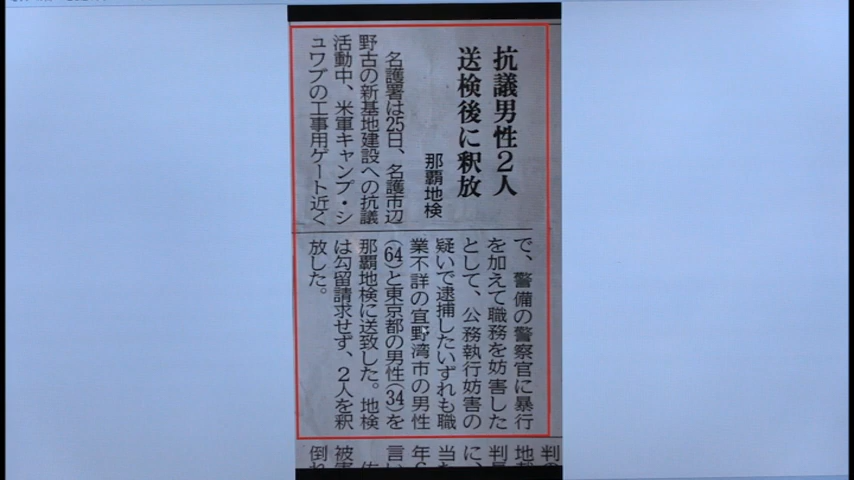 抗議男性2人
送検後に釈放
那覇地検
名護署は25日、名護市辺
野古の新基地建設への抗議
活動中、米軍キャンプ・シ
ュワブの工事用ゲート近く
で、警備の警察官に暴行
を加えて職務を妨害した
として、公務執行妨害の
疑いで逮捕したいずれも職
業不詳の宜野湾市の男性
(64)と東京都の男性(34)を
那覇地検に送致した。地検
は勾留請求せず、2人を釈
放した。